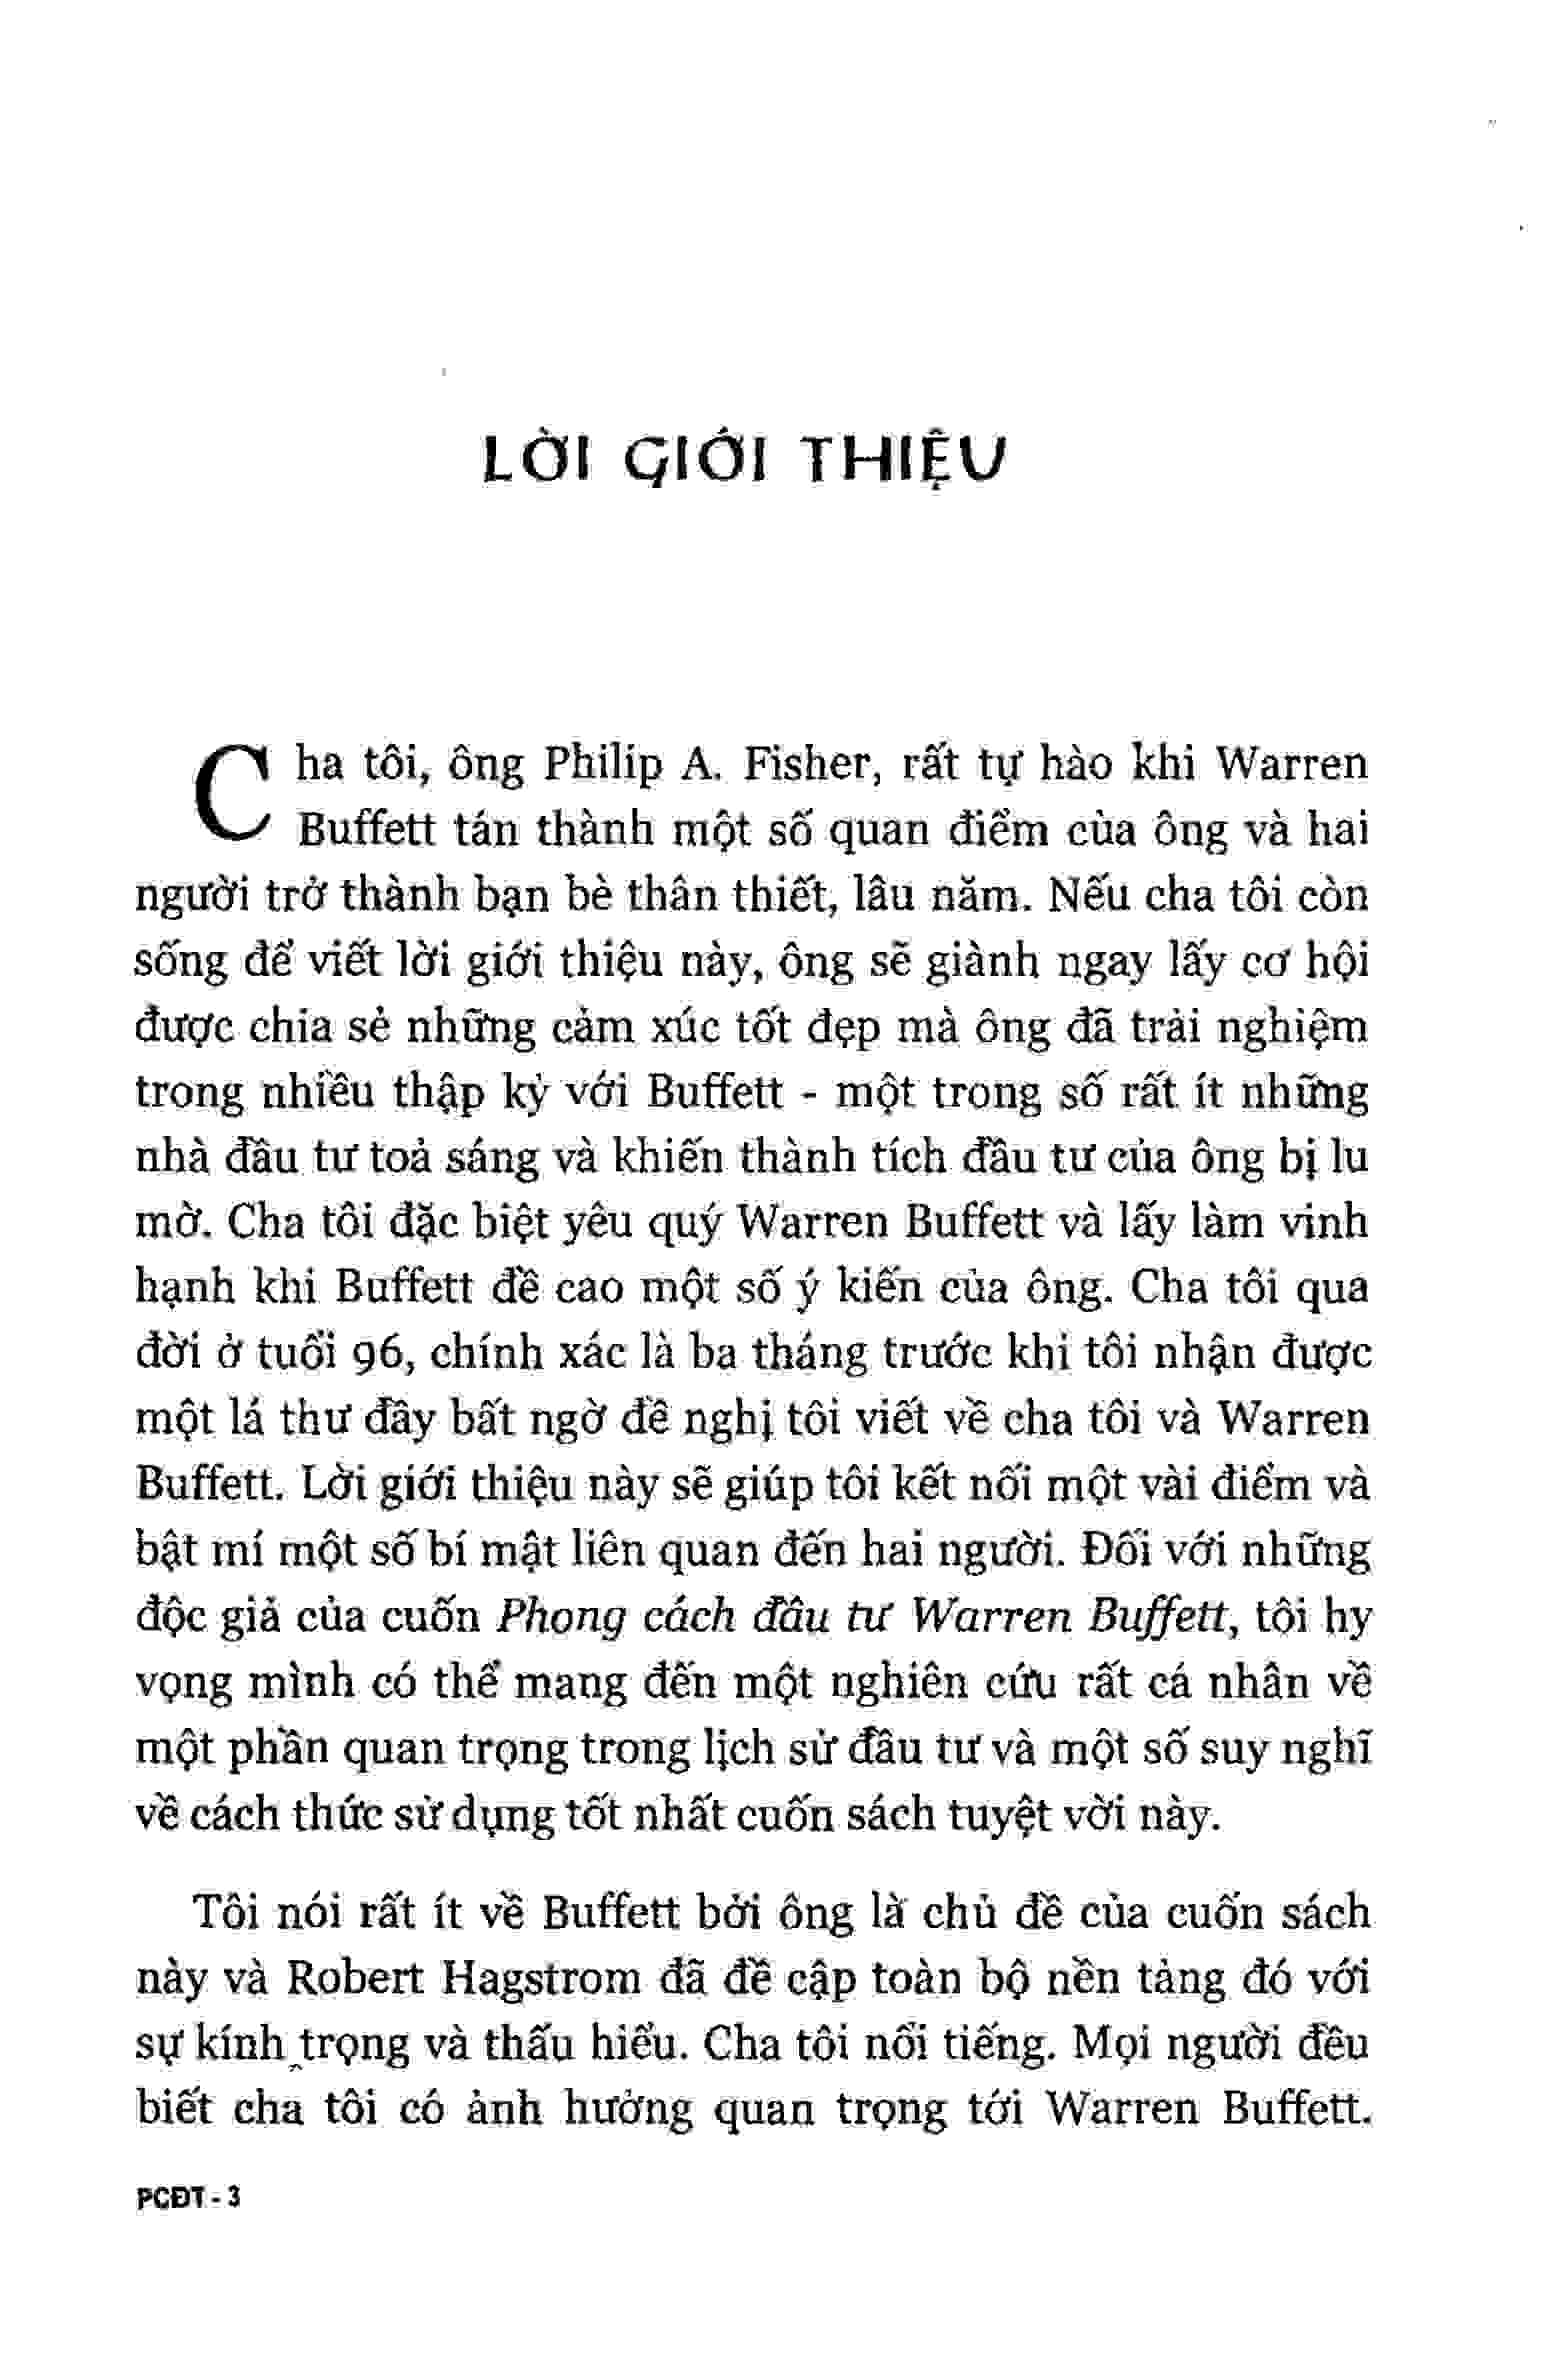 LỜI GIỚI THIỆU
Cha tôi, ông Philip A. Fisher, rất tự hào khi Warren
Buffett tán thành một số quan điểm của ông và hai
người trở thành bạn bè thân thiết, lâu năm. Nếu cha tôi còn
sống để viết lời giới thiệu này, ông sẽ giành ngay lấy cơ hội
được chia sẻ những cảm xúc tốt đẹp mà ông đã trải nghiệm
trong nhiều thập kỷ với Buffett - một trong số rất ít những
nhà đầu tư toả sáng và khiến thành tích đầu tư của ông bị lu
mờ. Cha tôi đặc biệt yêu quý Warren Buffett và lấy làm vinh
hạnh khi Buffett đề cao một số ý kiến của ông. Cha tôi qua
đời ở tuổi 96, chính xác là ba tháng trước khi tôi nhận được
một lá thư đầy bất ngờ đề nghị tôi viết về cha tôi và Warren
Buffett. Lời giới thiệu này sẽ giúp tôi kết nối một vài điểm và
bật mí một số bí mật liên quan đến hai người. Đối với những
độc giả của cuốn Phong cách đầu tư Warren Buffett, tôi hy
vọng mình có thể mang đến một nghiên cứu rất cá nhân về
một phần quan trọng trong lịch sử đầu tư và một số suy nghĩ
về cách thức sử dụng tốt nhất cuốn sách tuyệt vời này.
Tôi nói rất ít về Buffett bởi ông là chủ đề của cuốn sách
này và Robert Hagstrom đã đề cập toàn bộ nền tảng đó với
sự kính trọng và thấu hiểu. Cha tôi nổi tiếng. Mọi người đều
biết cha tôi có ảnh hưởng quan trọng tới Warren Buffett.
PCĐT - 3